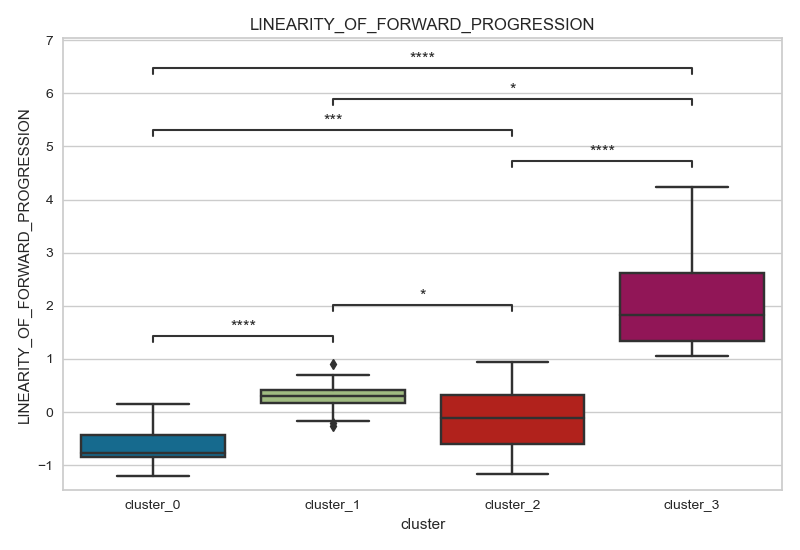 LINEARITY_OF_FORWARD_PROGRESSION
LINEARITY_OF_FORWARD_PROGRESSION
7
6
5
4
3
2
1
0
−1
****
*
***
****
*
****
cluster_0
cluster_1
cluster_2
cluster_3
cluster